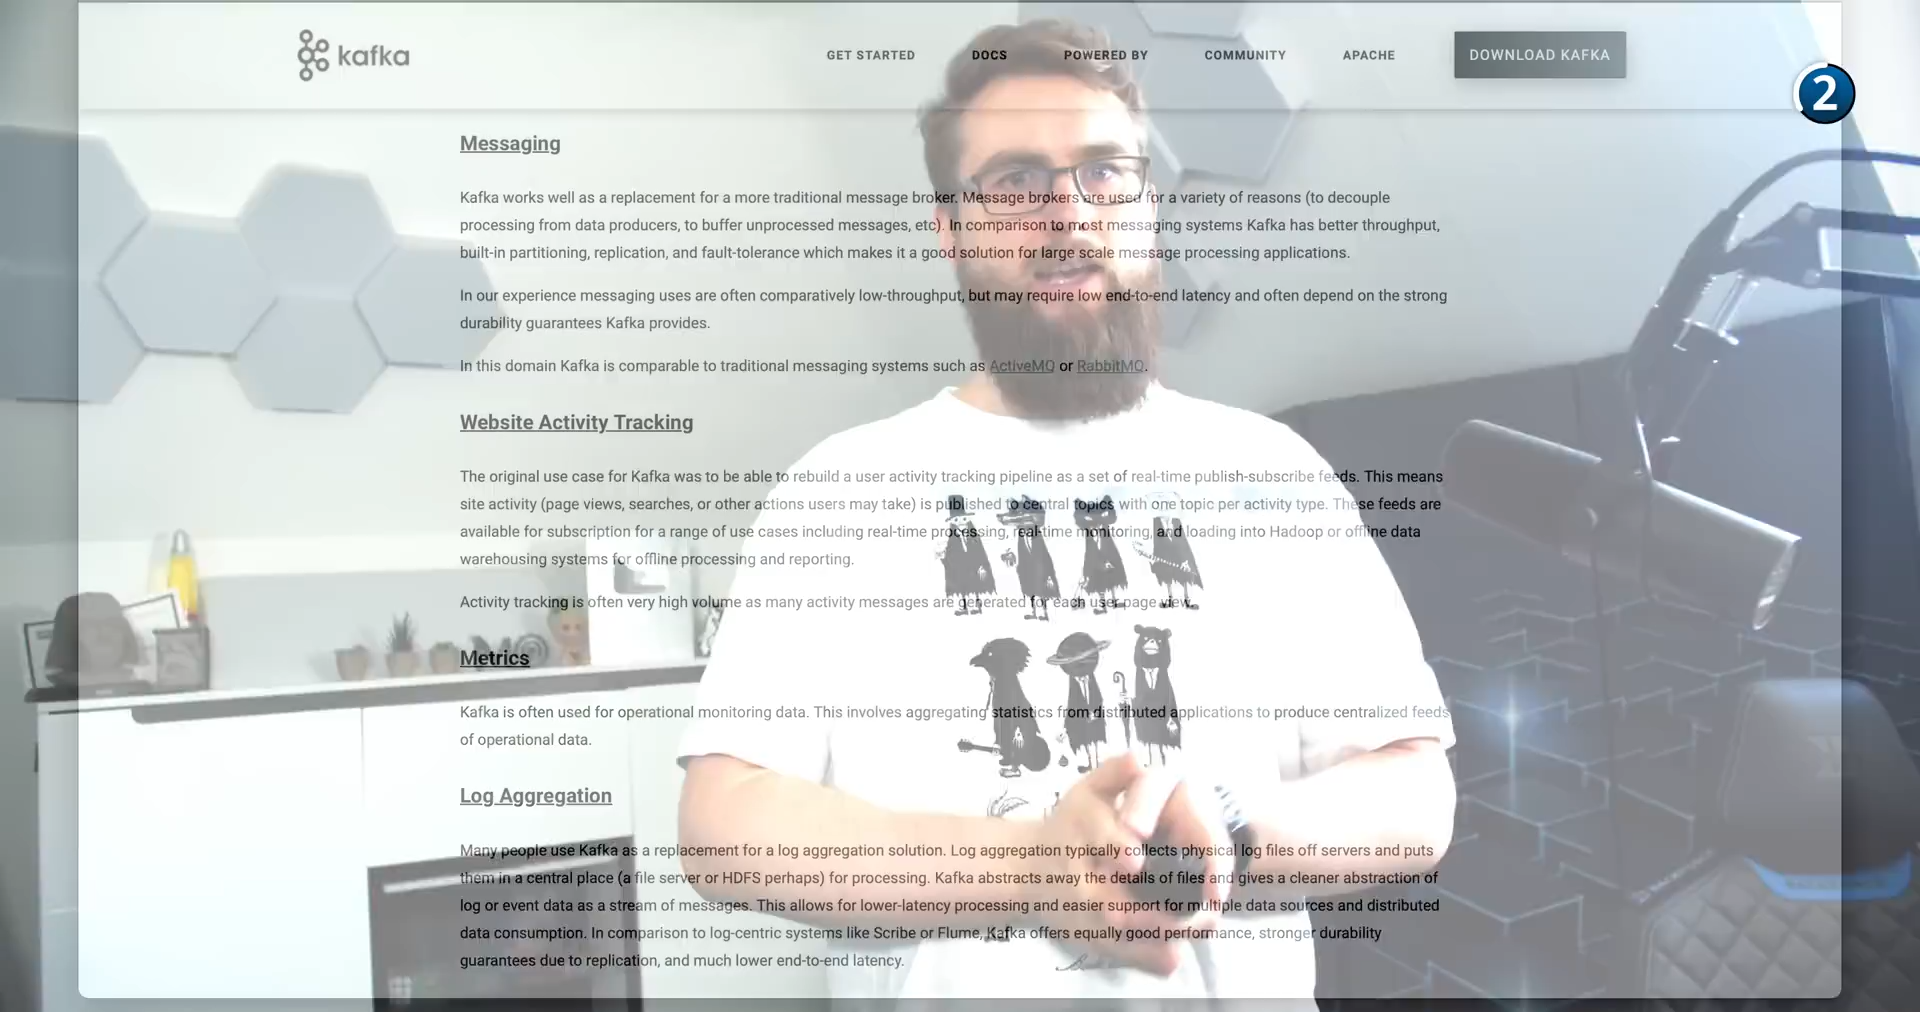 kafka
GET STARTED
DOCS
POWERED BY
COMMUNITY
APACHE
DOWNLOAD KAFKA
2
Messaging
Kafka works well as a replacement for a more traditional message broker. Message brokers are used for a variety of reasons (to decouple
processing from data producers, to buffer unprocessed messages, etc). In comparison to most messaging systems Kafka has better throughput,
built-in partitioning, replication, and fault-tolerance which makes it a good solution for large scale message processing applications.
In our experience messaging uses are often comparatively low-throughput, but may require low end-to-end latency and often depend on the strong
durability guarantees Kafka provides.
In this domain Kafka is comparable to traditional messaging systems such as ActiveMQ or RabbitMQ.
Website Activity Tracking
The original use case for Kafka was to be able to rebuild a user activity tracking pipeline as a set of real-time publish-subscribe feeds. This means
site activity (page views, searches, or other actions users may take) is published to central topics with one topic per activity type. These feeds are
available for subscription for a range of use cases including real-time processing, real-time monitoring, and loading into Hadoop or offline data
warehousing systems for offline processing and reporting.
Activity tracking is often very high volume as many activity messages are generated for each user page view.
Metrics
Kafka is often used for operational monitoring data. This involves aggregating statistics from distributed applications to produce centralized feeds
of operational data.
Log Aggregation
Many people use Kafka as a replacement for a log aggregation solution. Log aggregation typically collects physical log files off servers and puts
them in a central place (a file server or HDFS perhaps) for processing. Kafka abstracts away the details of files and gives a cleaner abstraction of
log or event data as a stream of messages. This allows for lower-latency processing and easier support for multiple data sources and distributed
data consumption. In comparison to log-centric systems like Scribe or Flume, Kafka offers equally good performance, stronger durability
guarantees due to replication, and much lower end-to-end latency.